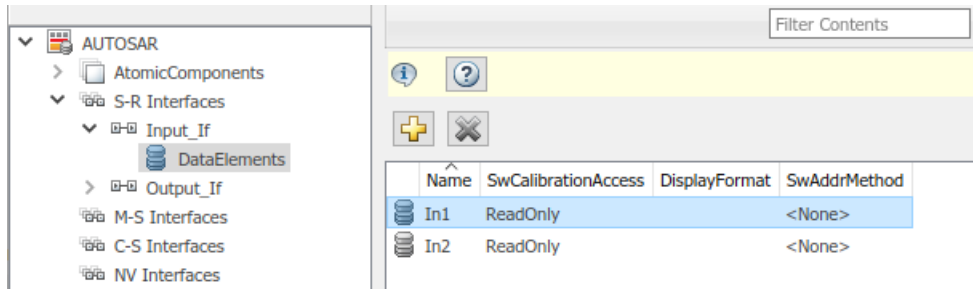 Filter Contents
AUTOSAR
AtomicComponents
S-R Interfaces
Input_If
DataElements
Output_If
M-S Interfaces
C-S Interfaces
NV Interfaces
Name SwCalibrationAccess DisplayFormat SwAddrMethod
In1 ReadOnly <None>
In2 ReadOnly <None>